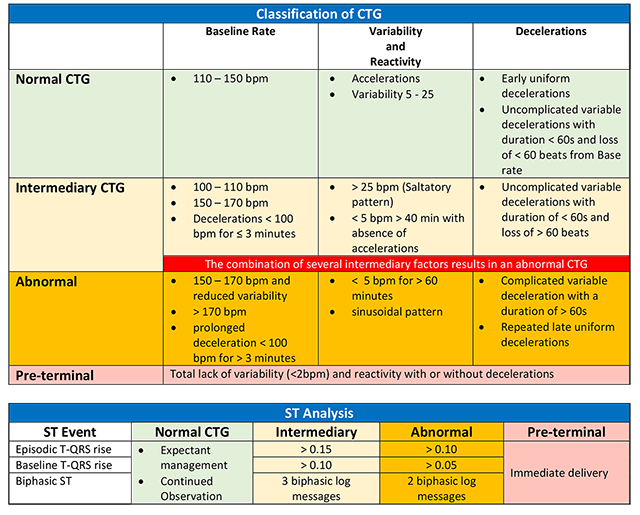 Classification of CTG
Baseline Rate
Variability
and
Reactivity
Decelerations
Normal CTG
• 110 – 150 bpm
• Accelerations
• Variability 5 - 25
• Early uniform
decelerations
• Uncomplicated variable
decelerations with
duration < 60s and loss
of < 60 beats from Base
rate
Intermediary CTG
• 100 – 110 bpm
• 150 – 170 bpm
• Decelerations < 100
bpm for ≤ 3 minutes
• > 25 bpm (Saltatory
pattern)
• < 5 bpm > 40 min with
absence of
accelerations
• Uncomplicated variable
decelerations with
duration of < 60s and
loss of > 60 beats
The combination of several intermediary factors results in an abnormal CTG
Abnormal
• 150 – 170 bpm and
reduced variability
• > 170 bpm
• prolonged
deceleration < 100
bpm for > 3 minutes
• < 5 bpm for > 60
minutes
• sinusoidal pattern
• Complicated variable
deceleration with a
duration of > 60s
• Repeated late uniform
decelerations
Pre-terminal
Total lack of variability (<2bpm) and reactivity with or without decelerations
ST Analysis
ST Event
Normal CTG
Intermediary
Abnormal
Pre-terminal
Episodic T-QRS rise
• Expectant
management
• Continued
Observation
> 0.15
> 0.10
Immediate delivery
Baseline T-QRS rise
> 0.10
> 0.05
Biphasic ST
3 biphasic log
messages
2 biphasic log
messages